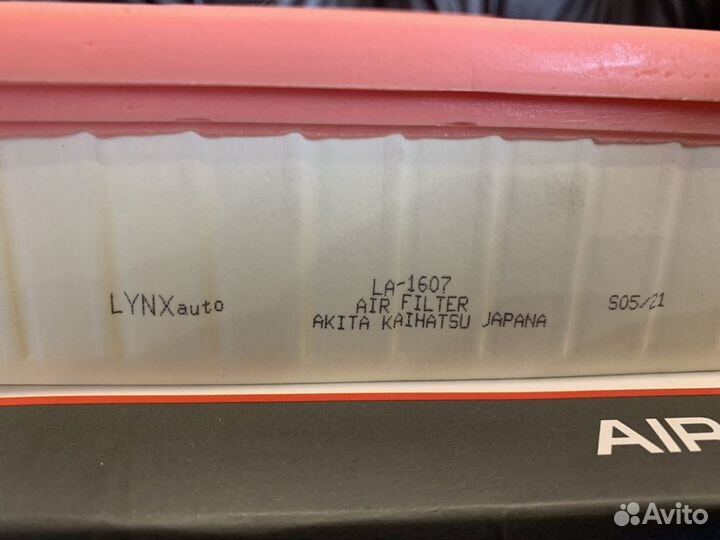 LYNXauto
LA-1607
AIR FILTER
AKITA KAIHATSU JAPANA
S05/21
AIR
Avito